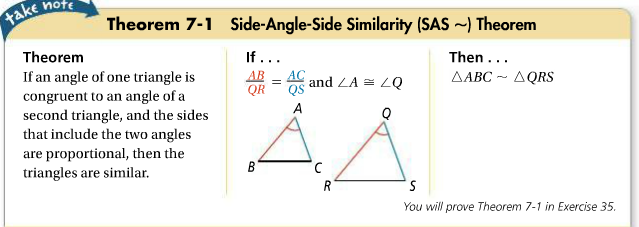 take note
Theorem 7-1 Side-Angle-Side Similarity (SAS ~) Theorem
Theorem
If an angle of one triangle is
congruent to an angle of a
second triangle, and the sides
that include the two angles
are proportional, then the
triangles are similar.
If . . .
AB/QR = AC/QS and ∠A ≅ ∠Q
A
B
C
Q
R
S
Then . . .
△ABC ~ △QRS
You will prove Theorem 7-1 in Exercise 35.